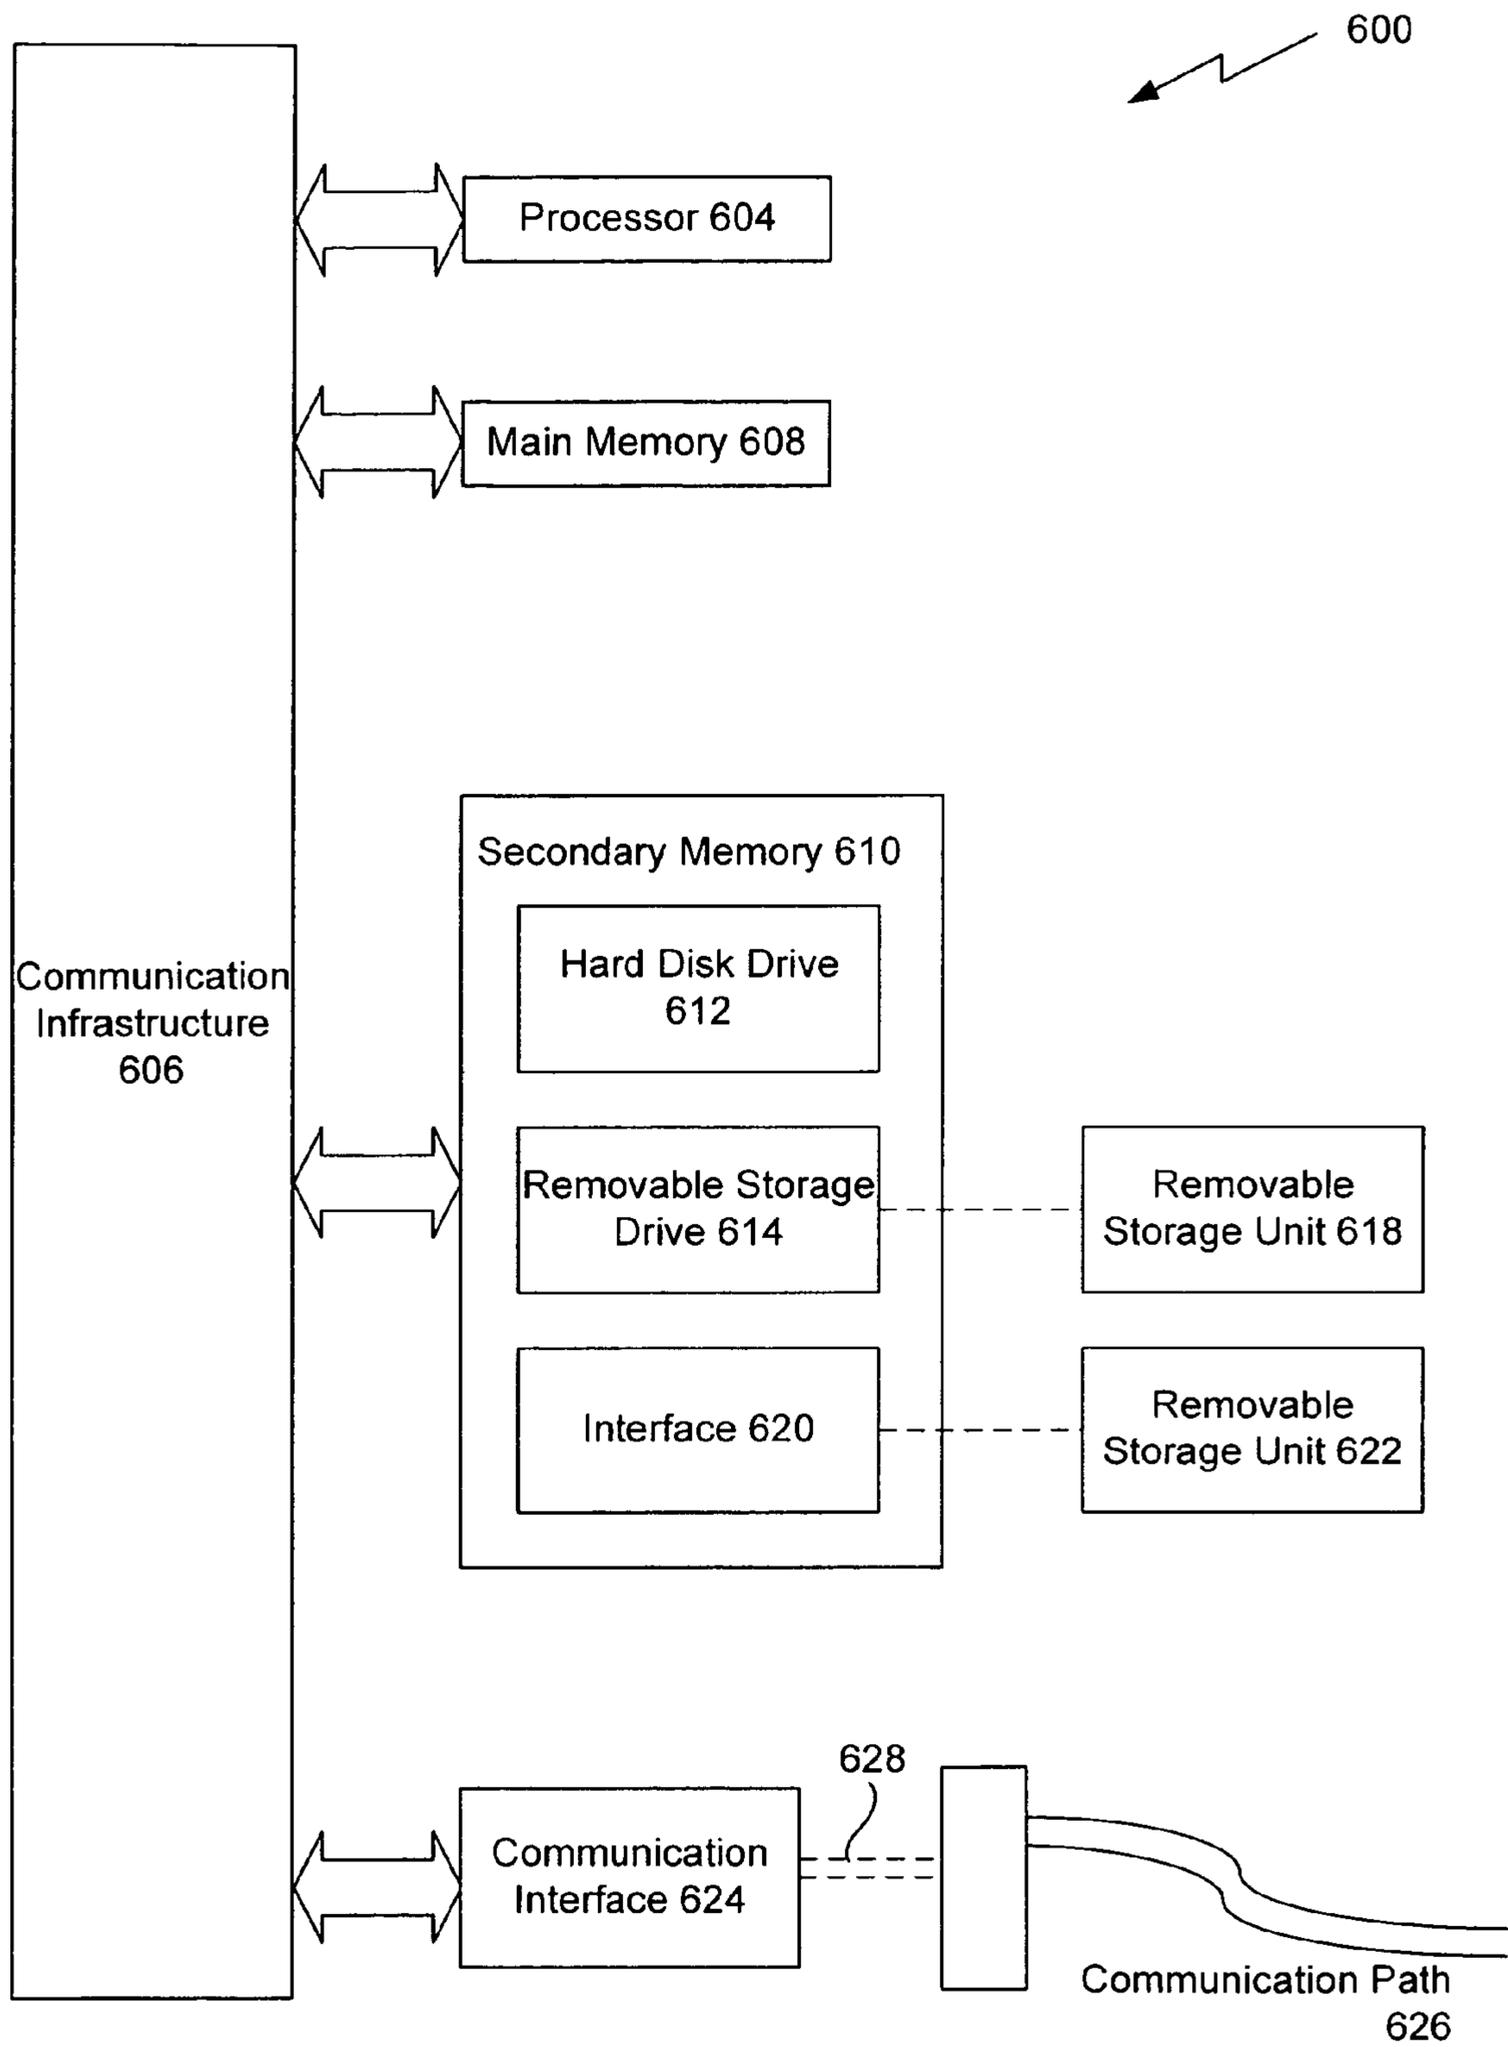 600
Processor 604
Main Memory 608
Communication
Infrastructure
606
Secondary Memory 610
Hard Disk Drive
612
Removable Storage
Drive 614
Removable
Storage Unit 618
Interface 620
Removable
Storage Unit 622
628
Communication
Interface 624
Communication Path
626